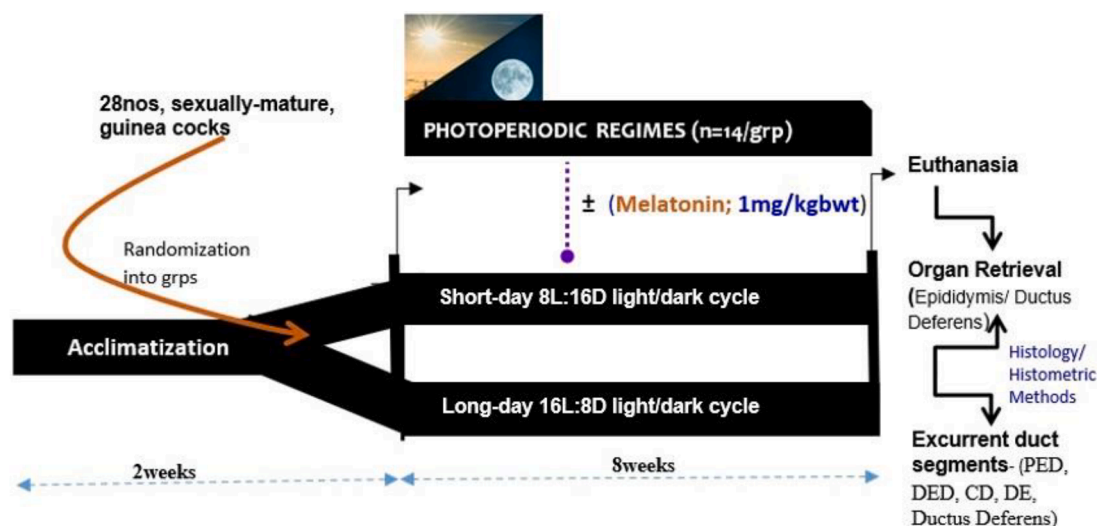 28nos, sexually-mature,
guinea cocks
PHOTOPERIODIC REGIMES (n=14/grp)
± (Melatonin; 1mg/kgbwt)
Randomization
into grps
Acclimatization
Short-day 8L:16D light/dark cycle
Long-day 16L:8D light/dark cycle
2weeks
8weeks
Euthanasia
Organ Retrieval
(Epididymis/ Ductus
Deferens)
Histology/
Histometric
Methods
Excurrent duct
segments- (PED,
DED, CD, DE,
Ductus Deferens)